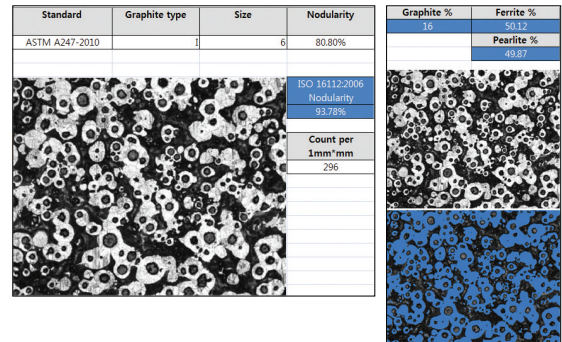 Standard Graphite type Size Nodularity
ASTM A247-2010 I 6 80.80%
ISO 16112:2006
Nodularity
93.78%
Count per
1mm*mm
296
Graphite % Ferrite %
16 50.12
Pearlite %
49.87